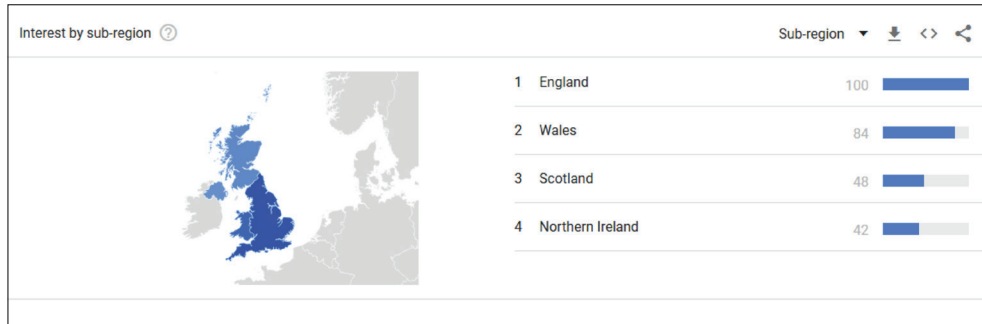 Interest by sub-region ?
Sub-region
1 England 100
2 Wales 84
3 Scotland 48
4 Northern Ireland 42